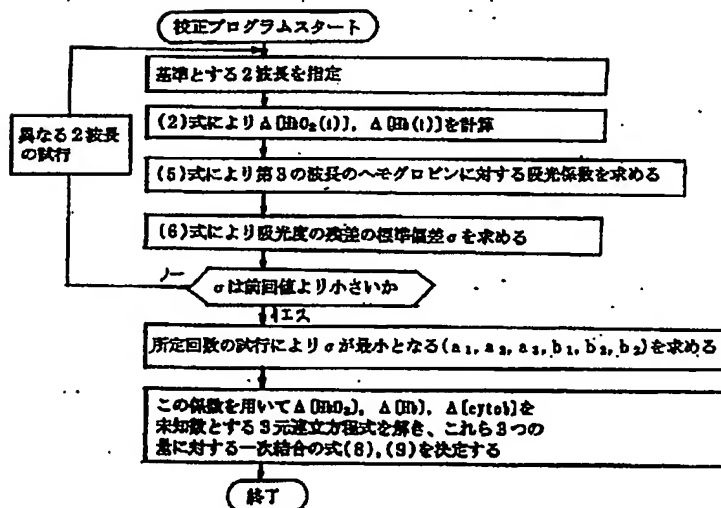 校正プログラムスタート
基準とする2波長を指定
(2)式によりΔ[HbO₂(i)], Δ[Hb(i)]を計算
異なる2波長
の試行
(5)式により第3の波長のヘモグロビンに対する吸光係数を求める
(6)式により吸光度の残差の標準偏差σを求める
ノー
σは前回値より小さいか
イエス
所定回数の試行によりσが最小となる(a₁, a₂, a₃, b₁, b₂, b₂)を求める
この係数を用いてΔ[HbO₂], Δ[Hb], Δ[cytoh]を
未知数とする3元連立方程式を解き、これら3つの
量に対する一次結合の式(8),(9)を決定する
終了